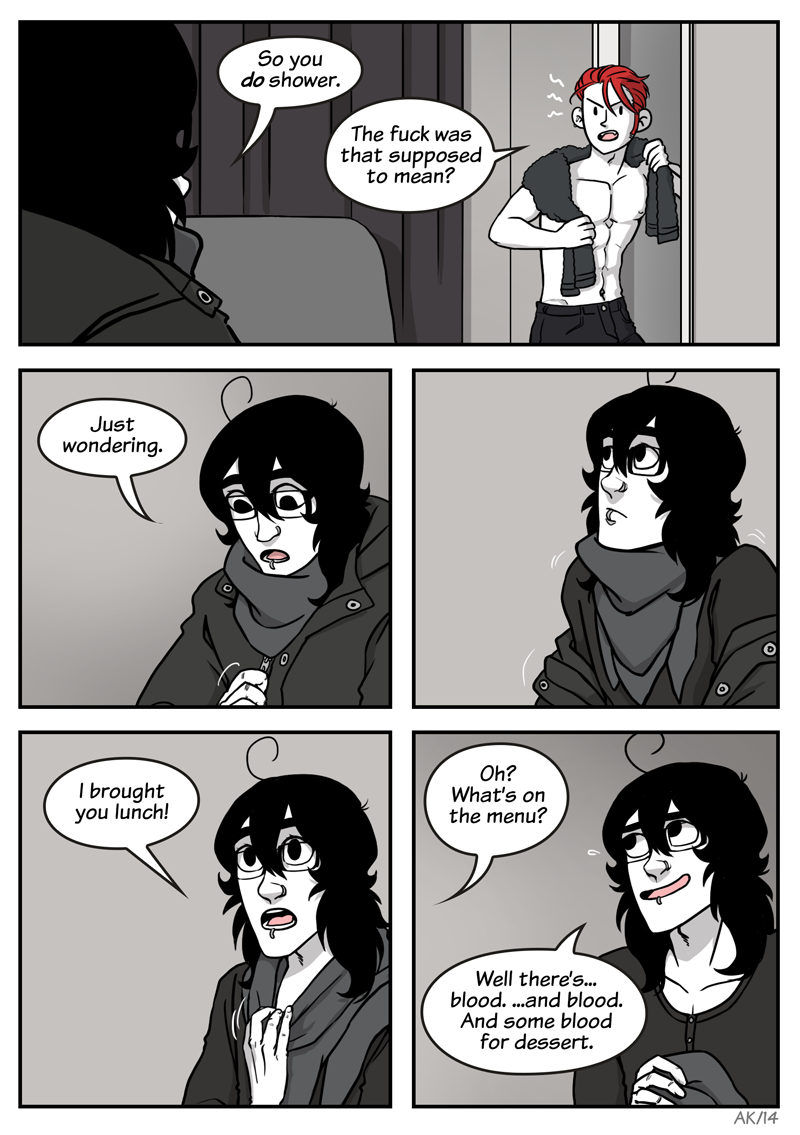 So you
do shower.
The fuck was
that supposed
to mean?
Just
wondering.
I brought
you lunch!
Oh?
What's on
the menu?
Well there's...
blood. ...and blood.
And some blood
for dessert.
AK/14